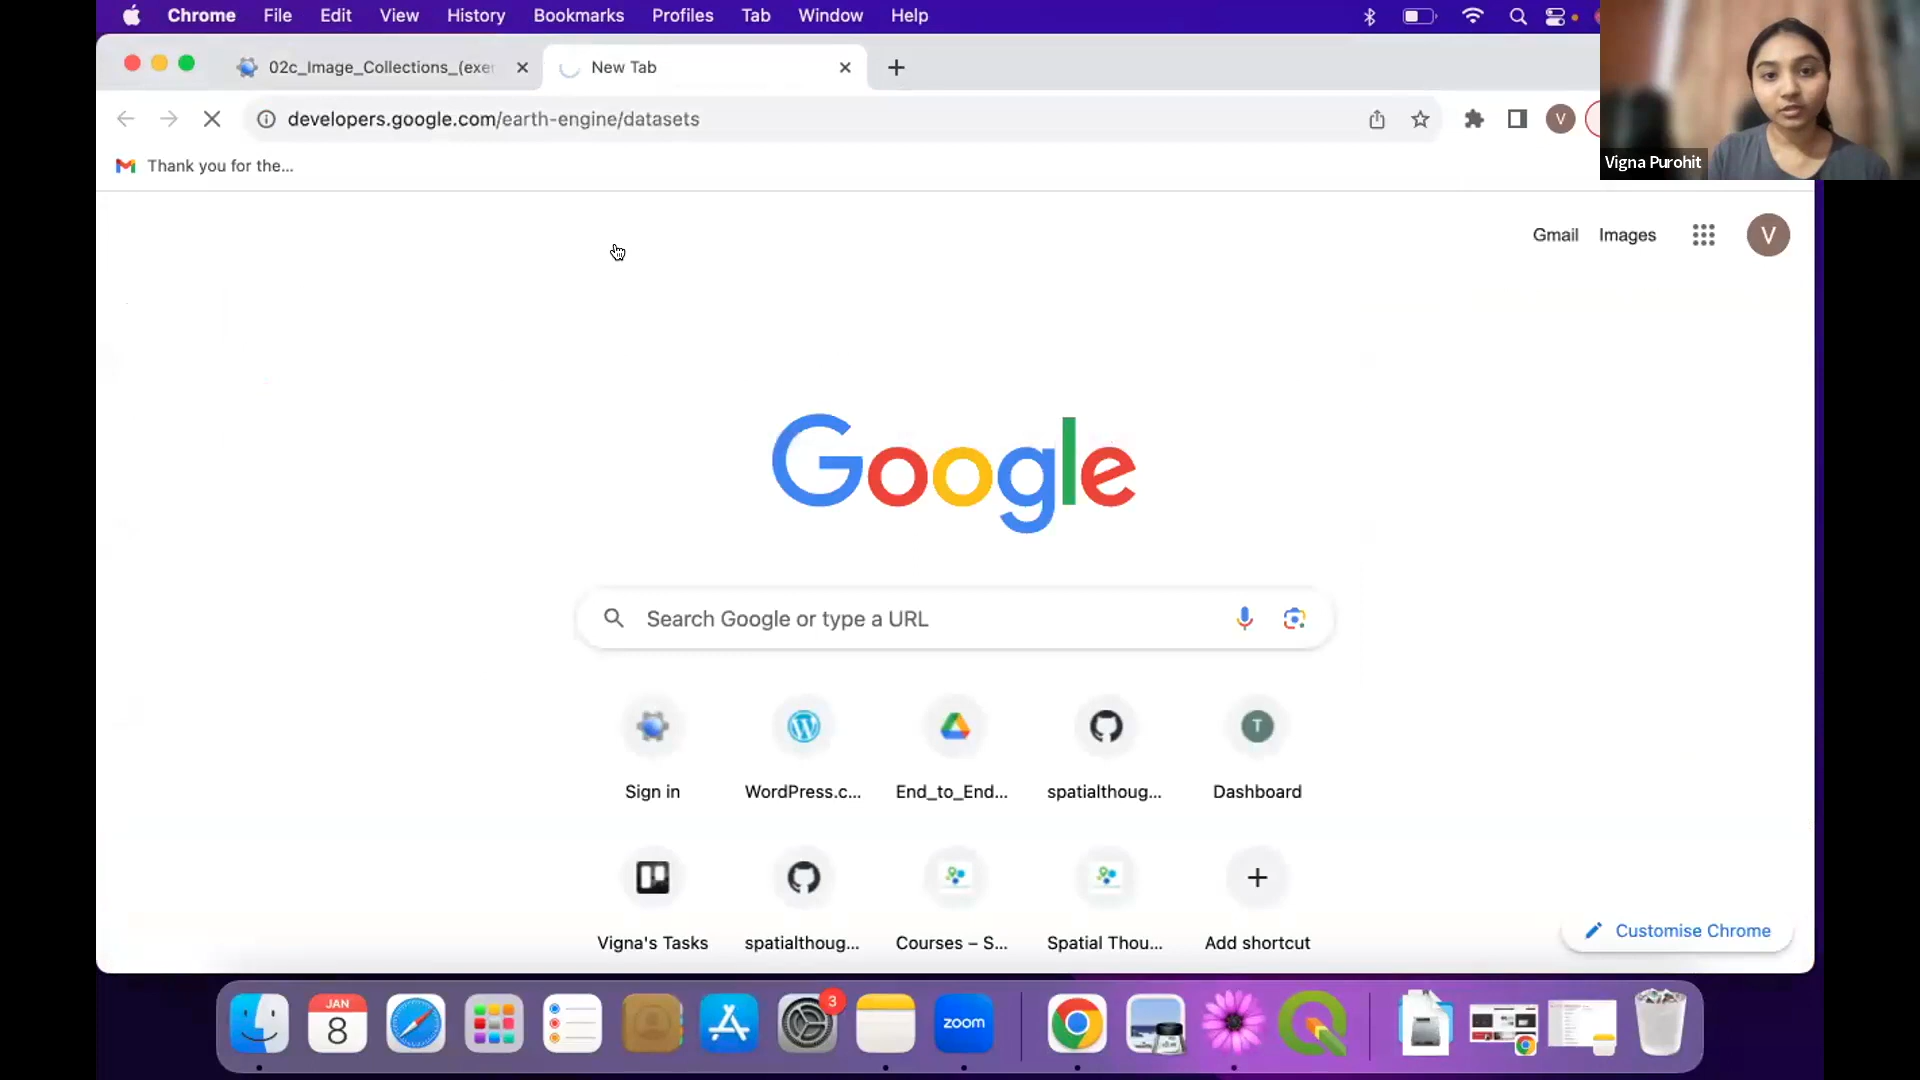 Chrome File Edit View History Bookmarks Profiles Tab Window Help
02c_Image_Collections_(exer
New Tab
developers.google.com/earth-engine/datasets
V
Thank you for the...
Vigna Purohit
Gmail Images
V
Google
Search Google or type a URL
T
Sign in WordPress.c... End_to_End... spatialthoug... Dashboard
Vigna's Tasks spatialthoug... Courses – S... Spatial Thou... Add shortcut
Customise Chrome
JAN
8
3
zoom